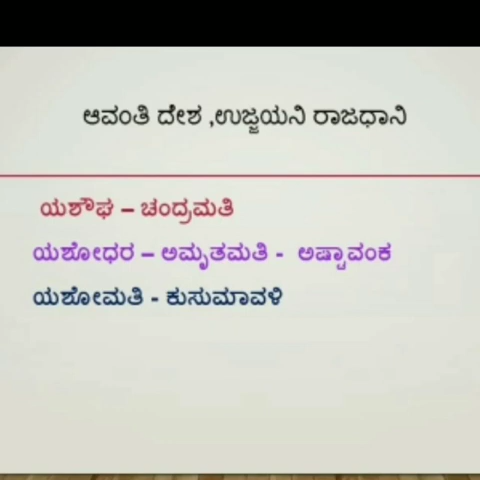 ಆವಂತಿ ದೇಶ ,ಉಜ್ಜಯನಿ ರಾಜಧಾನಿ
ಯಶೌಘ – ಚಂದ್ರಮತಿ
ಯಶೋಧರ – ಅಮೃತಮತಿ - ಅಷ್ಟಾವಂಕ
ಯಶೋಮತಿ - ಕುಸುಮಾವಳಿ